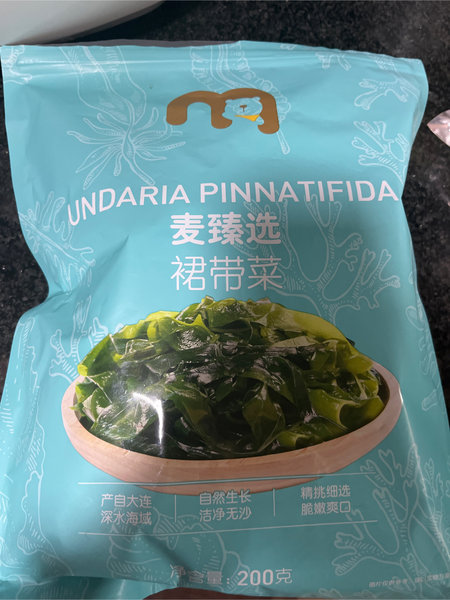 UNDARIA PINNATIFIDA
麦臻选
裙带菜
产自大连
深水海域
自然生长
洁净无沙
精挑细选
脆嫩爽口
净含量: 200克